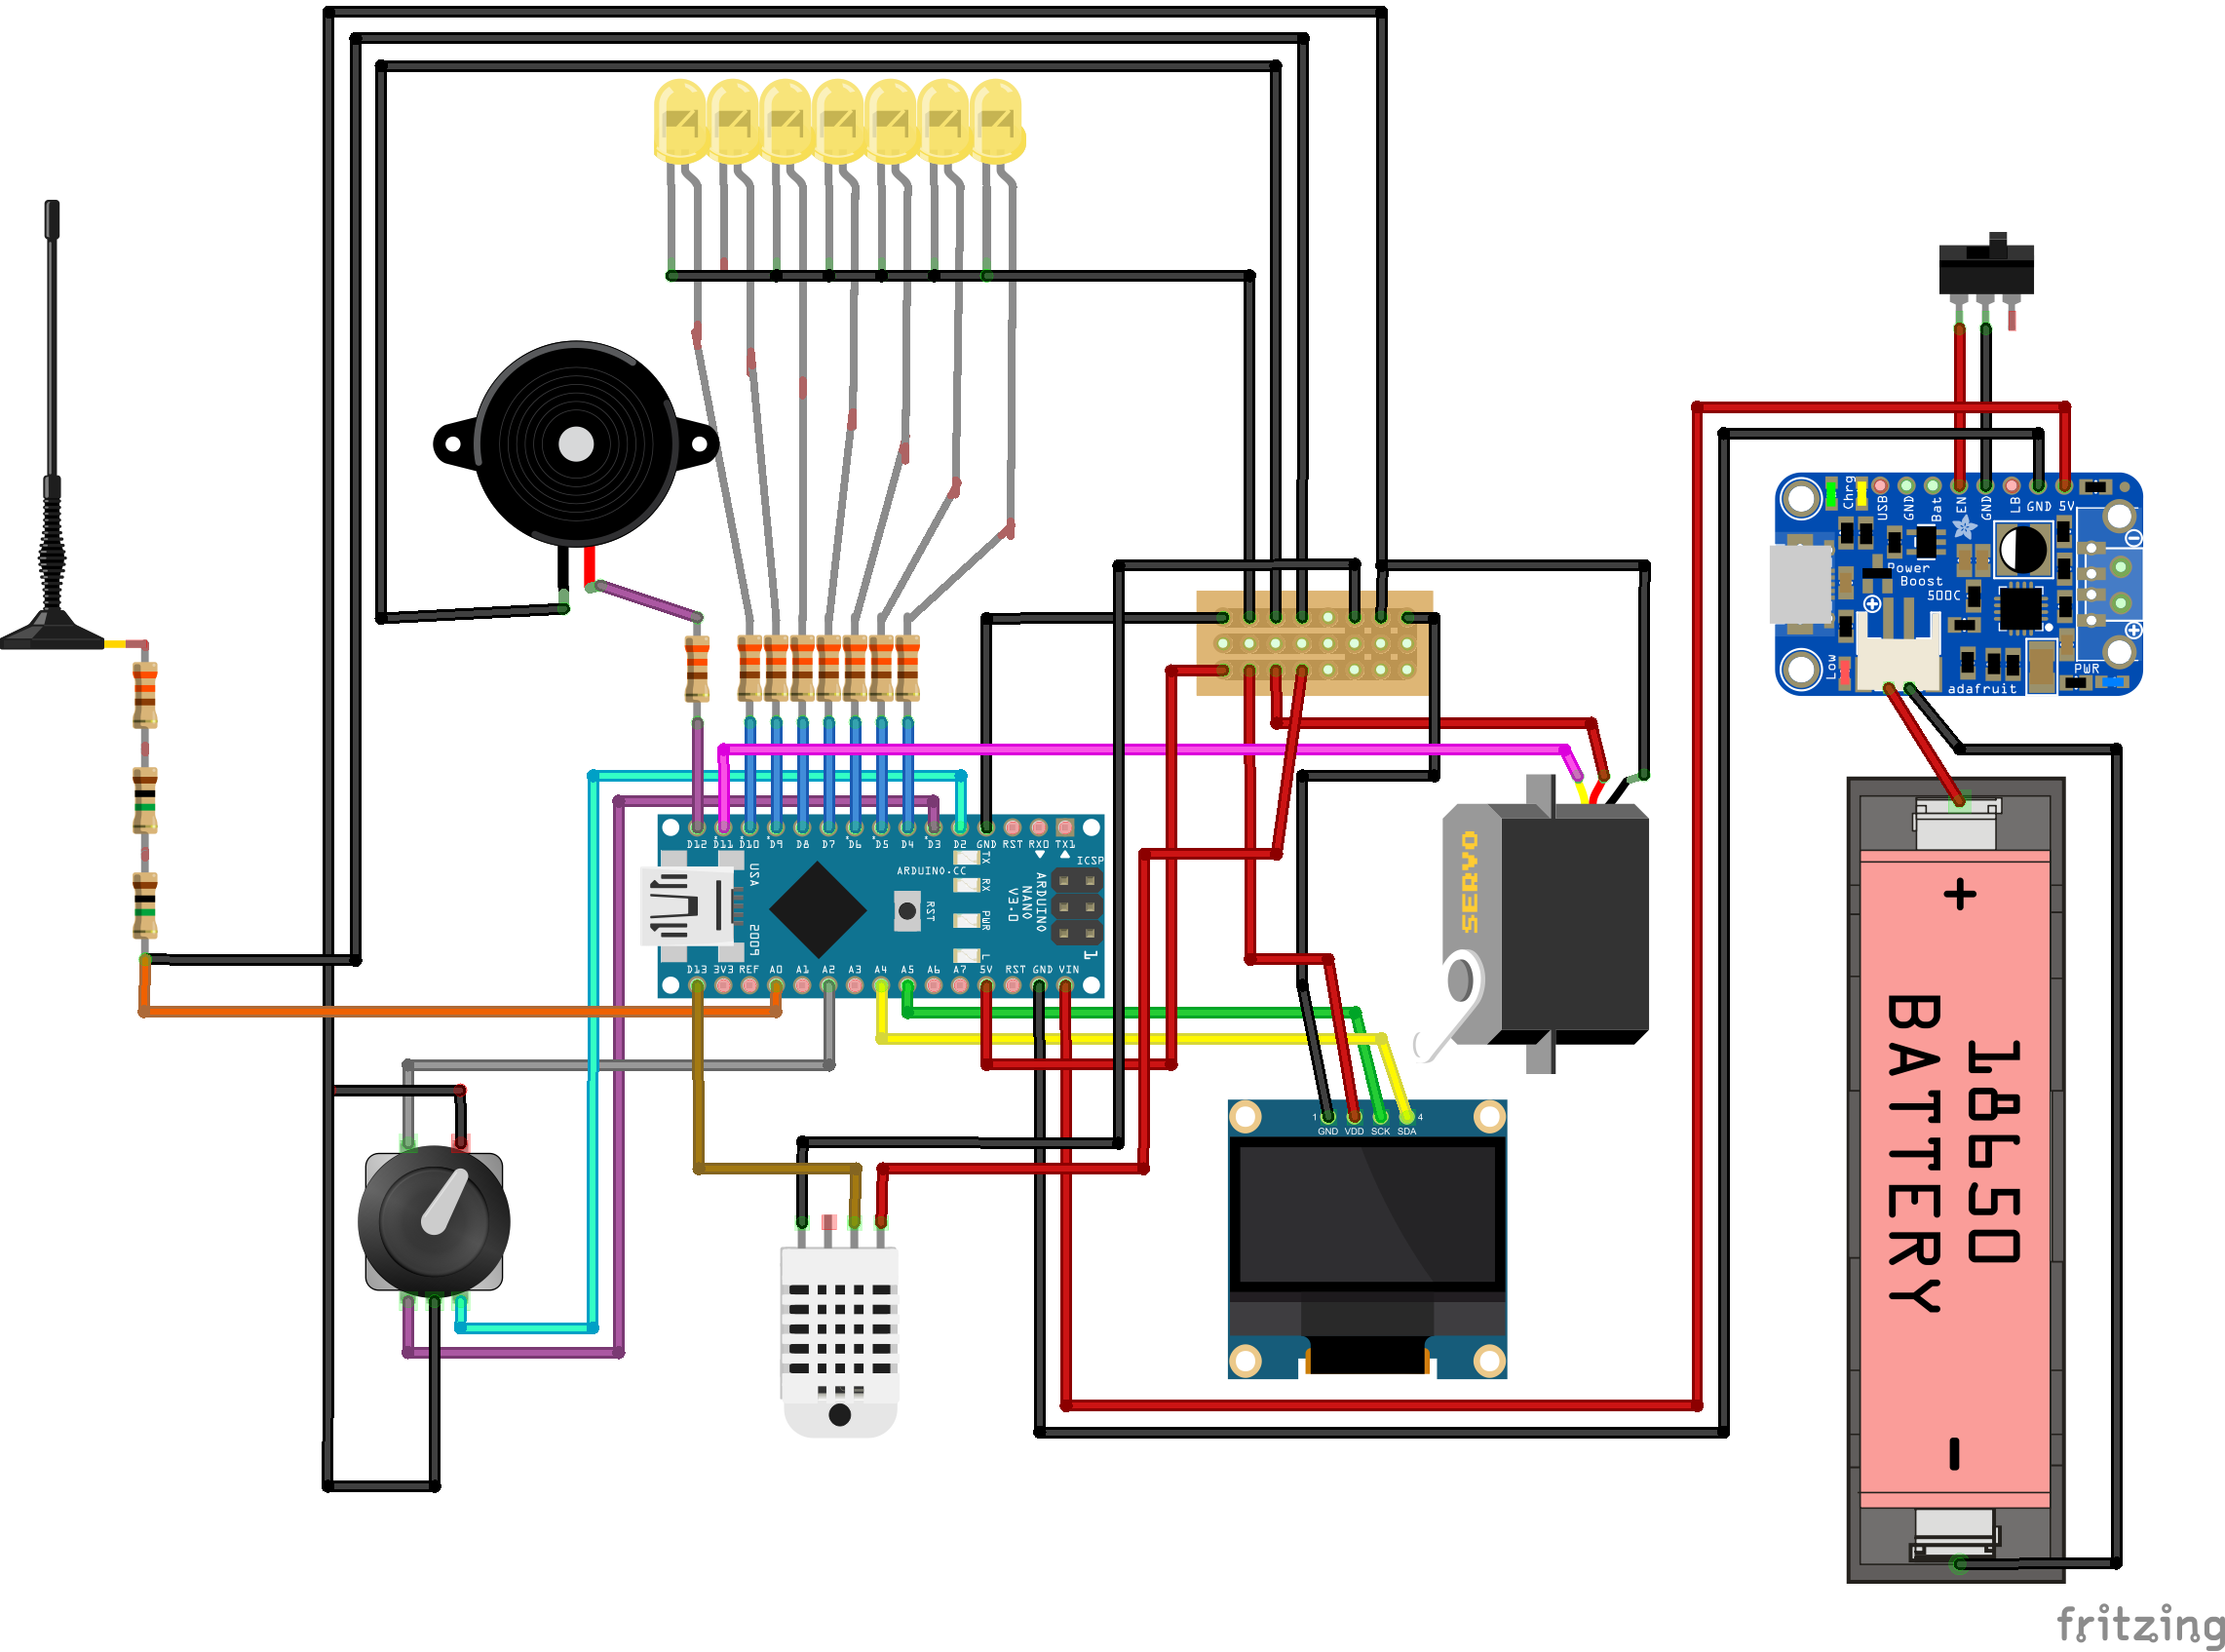 Chrg
USB
GND
Bat
EN
GND
LB
GND
5V
Power
Boost
500C
Low
adafruit
PWR
D12
D11
D10
D9
D8
D7
D6
D5
D4
D3
D2
GND
RST
RX0
TX1
USA
ARDUINO.CC
TX
RX
PWR
L
RST
ARDUINO
NANO
V3.0
ICSP
1
2009
D13
3V3
REF
A0
A1
A2
A3
A4
A5
A6
A7
5V
RST
GND
VIN
SERVO
1
GND
VDD
SCK
SDA
4
+
18650
BATTERY
-
fritzing